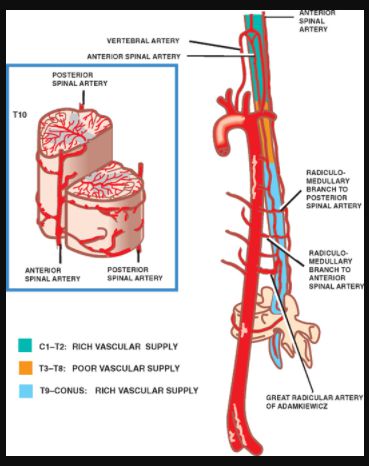 ANTERIOR
SPINAL
ARTERY
VERTEBRAL ARTERY
ANTERIOR SPINAL ARTERY
POSTERIOR
SPINAL ARTERY
T10
RADICULO-
MEDULLARY
BRANCH TO
POSTERIOR
SPINAL ARTERY
RADICULO-
MEDULLARY
BRANCH TO
ANTERIOR
SPINAL ARTERY
ANTERIOR
SPINAL ARTERY
POSTERIOR
SPINAL ARTERY
C1–T2: RICH VASCULAR SUPPLY
T3–T8: POOR VASCULAR SUPPLY
T9–CONUS: RICH VASCULAR SUPPLY
GREAT RADICULAR ARTERY
OF ADAMKIEWICZ